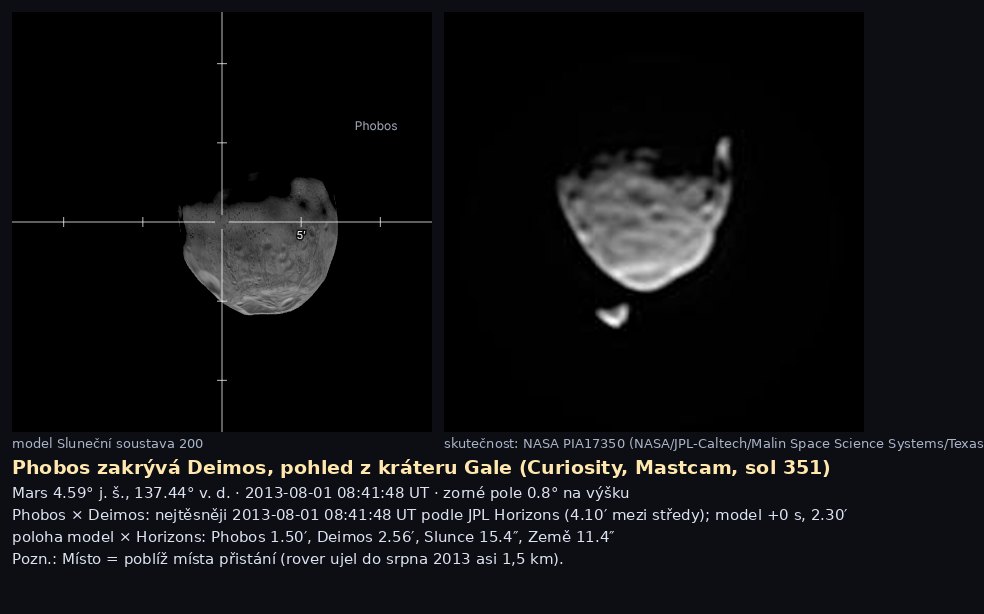 Phobos
5′
model Sluneční soustava 200
skutečnost: NASA PIA17350 (NASA/JPL-Caltech/Malin Space Science Systems/Texas
Phobos zakrývá Deimos, pohled z kráteru Gale (Curiosity, Mastcam, sol 351)
Mars 4.59° j. š., 137.44° v. d. · 2013-08-01 08:41:48 UT · zorné pole 0.8° na výšku
Phobos × Deimos: nejtěsněji 2013-08-01 08:41:48 UT podle JPL Horizons (4.10′ mezi středy); model +0 s, 2.30′
poloha model × Horizons: Phobos 1.50′, Deimos 2.56′, Slunce 15.4″, Země 11.4″
Pozn.: Místo = poblíž místa přistání (rover ujel do srpna 2013 asi 1,5 km).